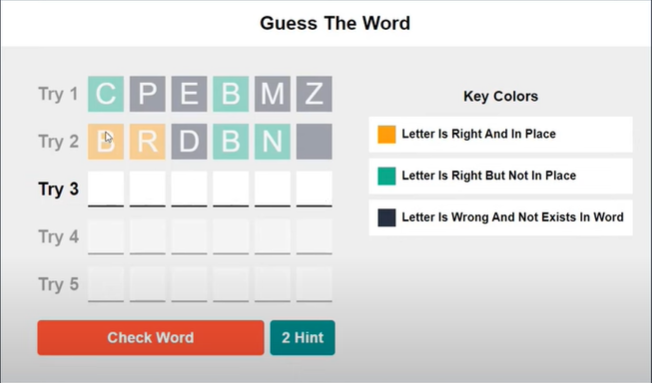 Guess The Word
Try 1 C P E B M Z
Try 2 B R D B N
Try 3
Try 4
Try 5
Check Word
2 Hint
Key Colors
Letter Is Right And In Place
Letter Is Right But Not In Place
Letter Is Wrong And Not Exists In Word